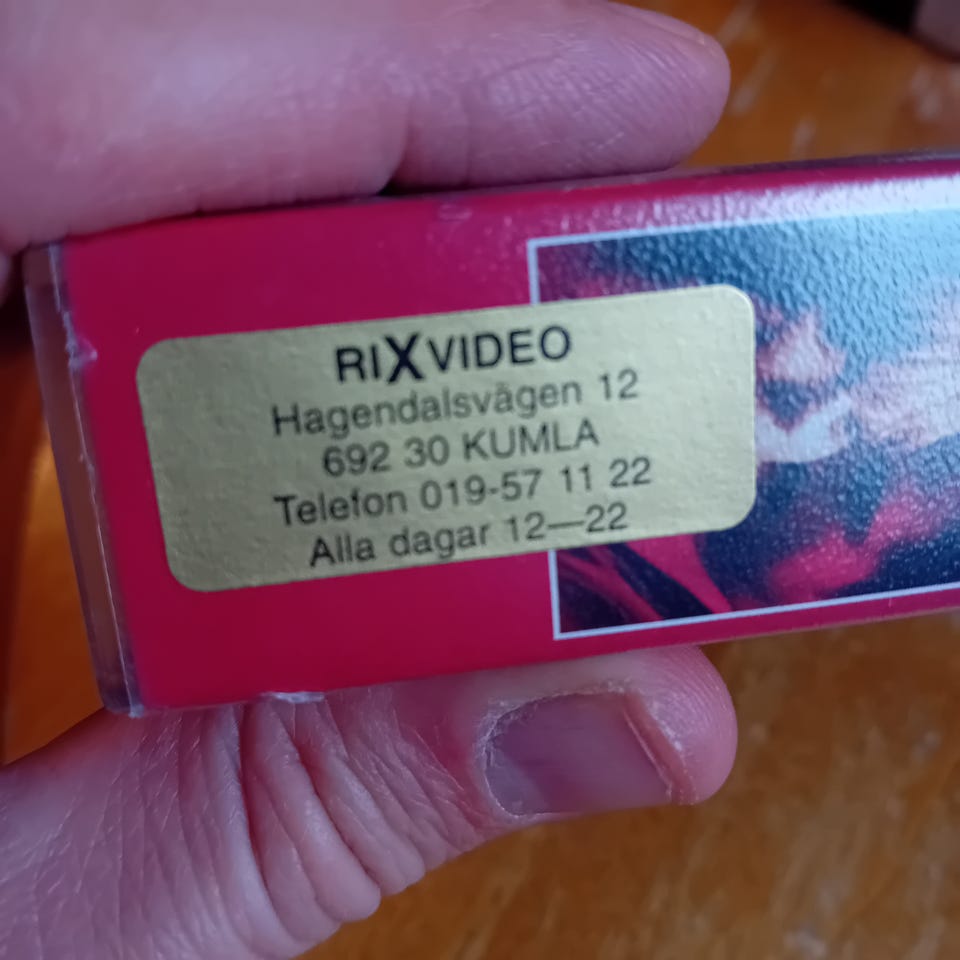 RIXVIDEO
Hagendalsvägen 12
692 30 KUMLA
Telefon 019-57 11 22
Alla dagar 12—22